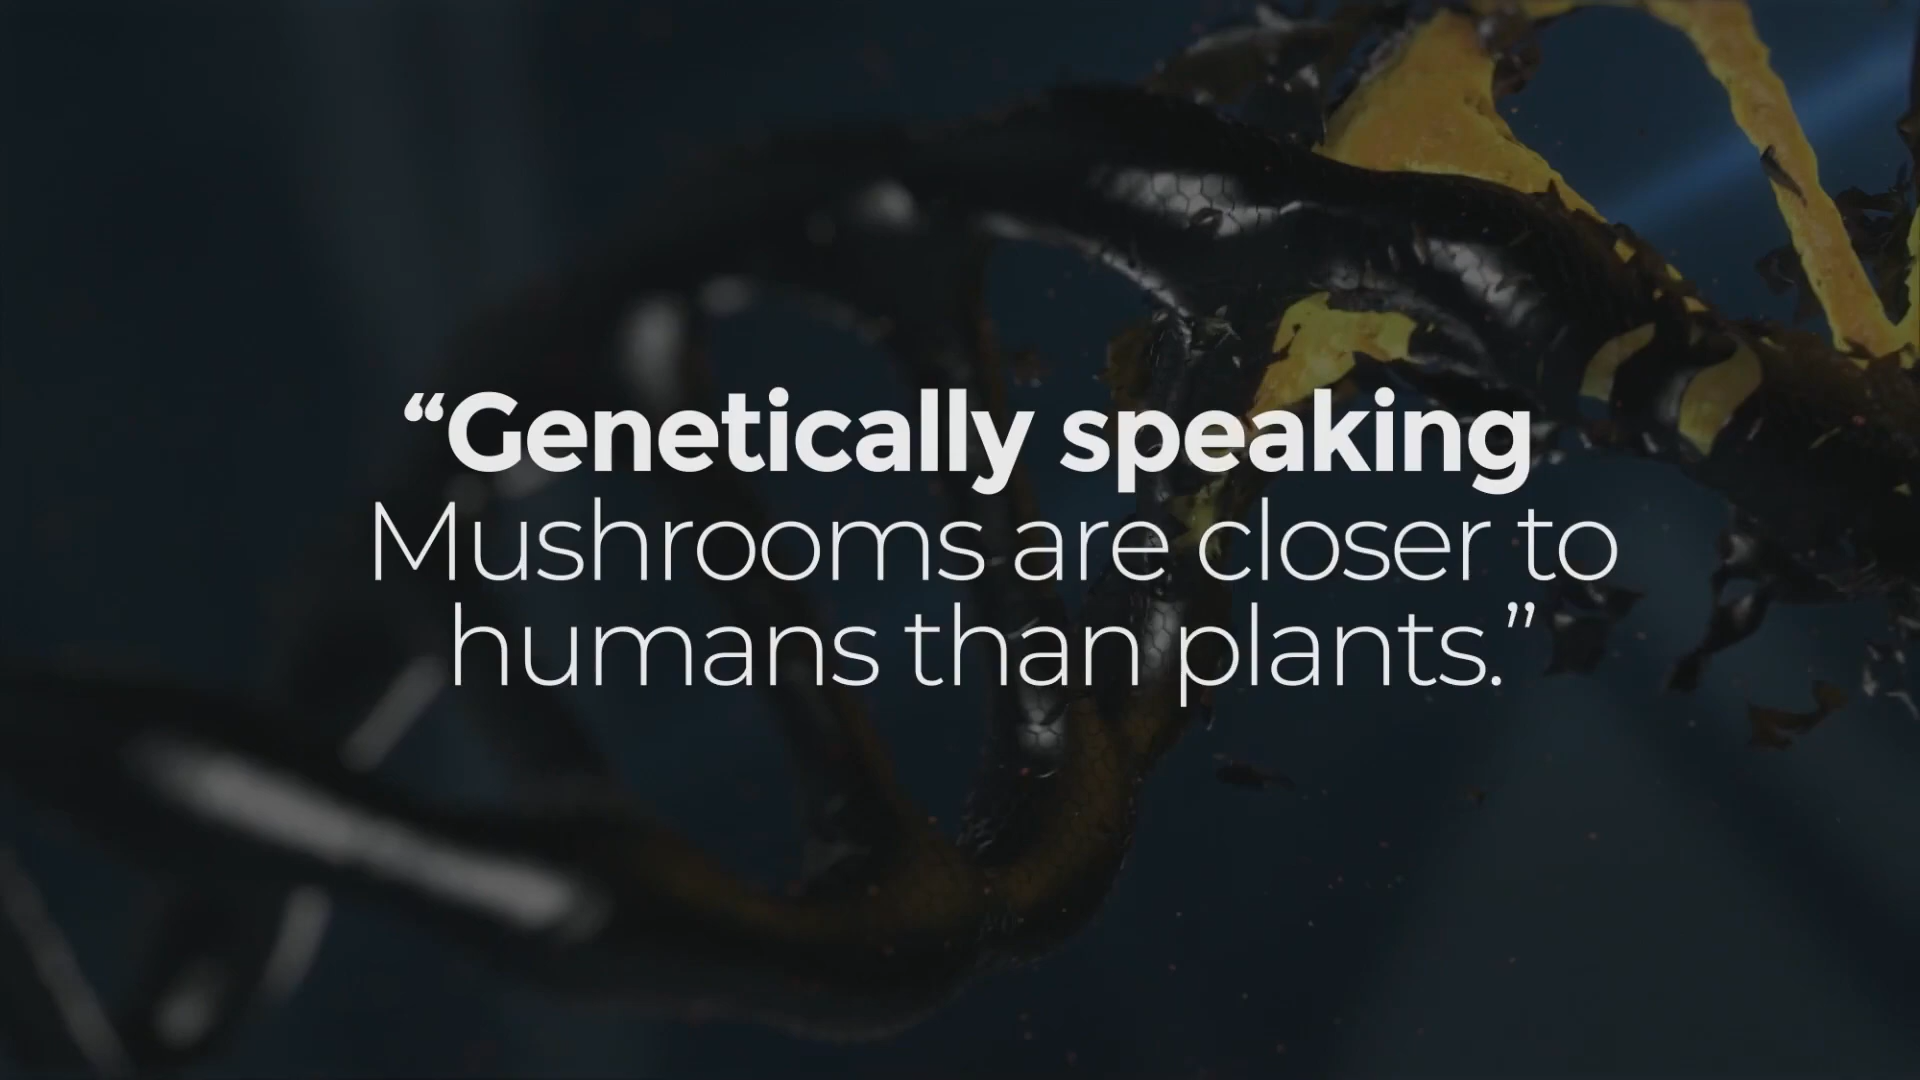 “Genetically speaking
Mushrooms are closer to
humans than plants.”